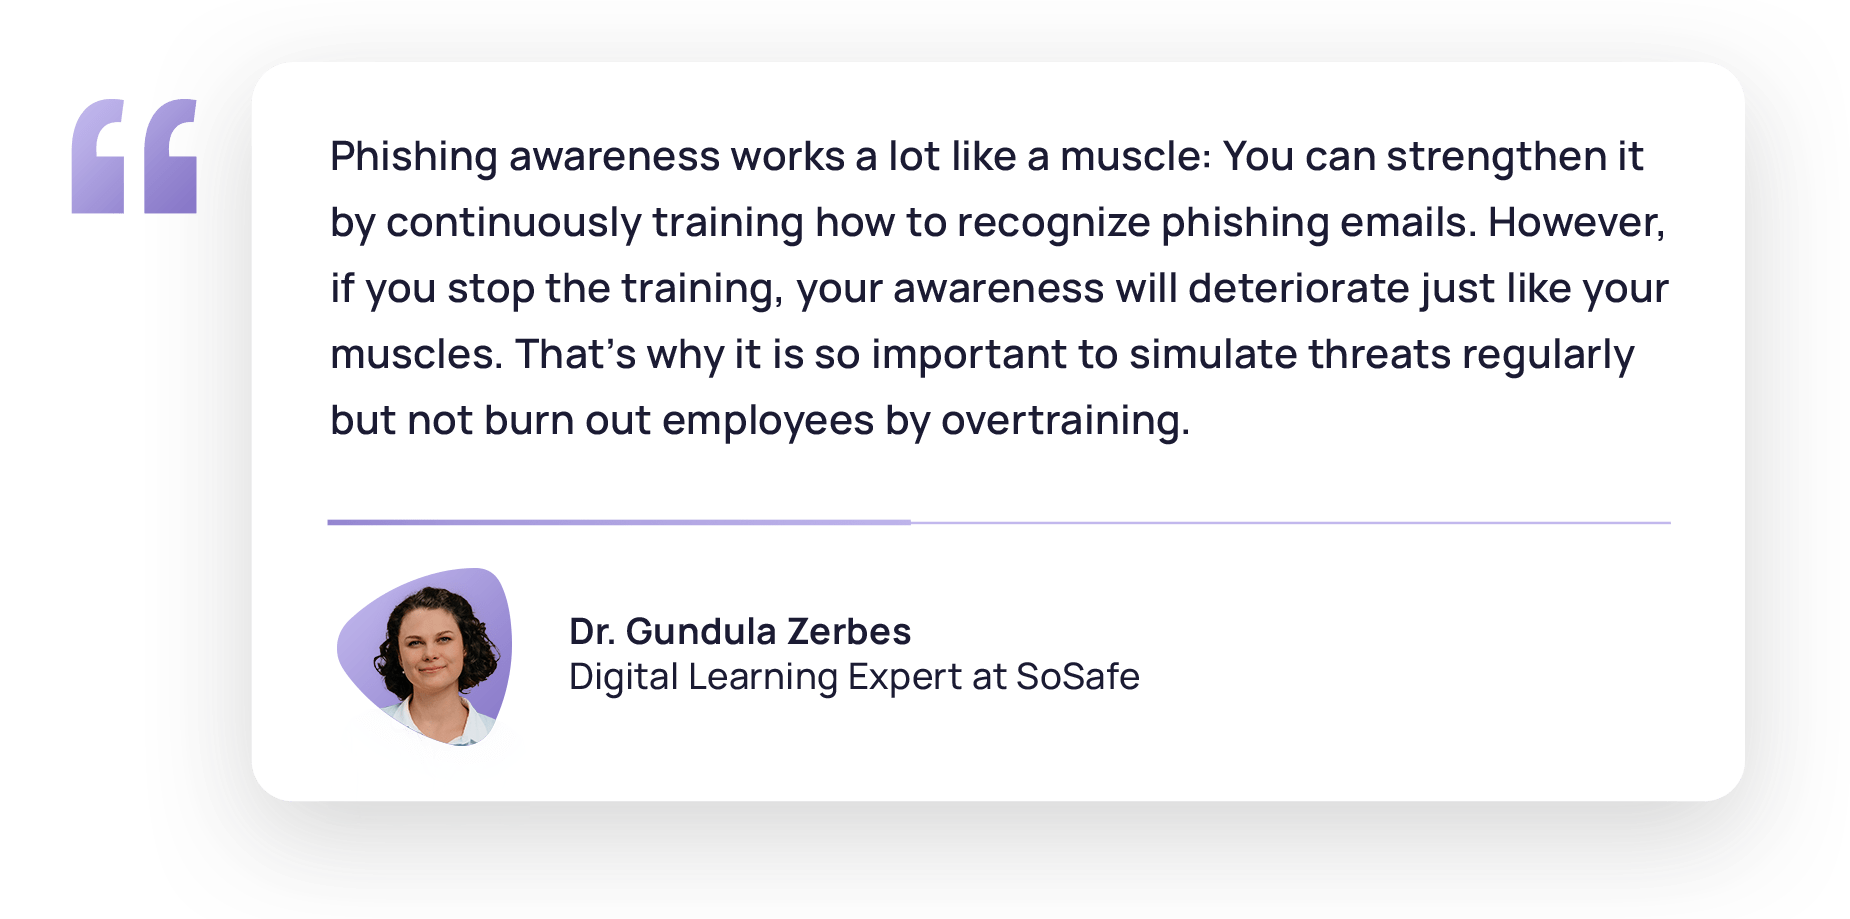 “
Phishing awareness works a lot like a muscle: You can strengthen it
by continuously training how to recognize phishing emails. However,
if you stop the training, your awareness will deteriorate just like your
muscles. That’s why it is so important to simulate threats regularly
but not burn out employees by overtraining.
Dr. Gundula Zerbes
Digital Learning Expert at SoSafe